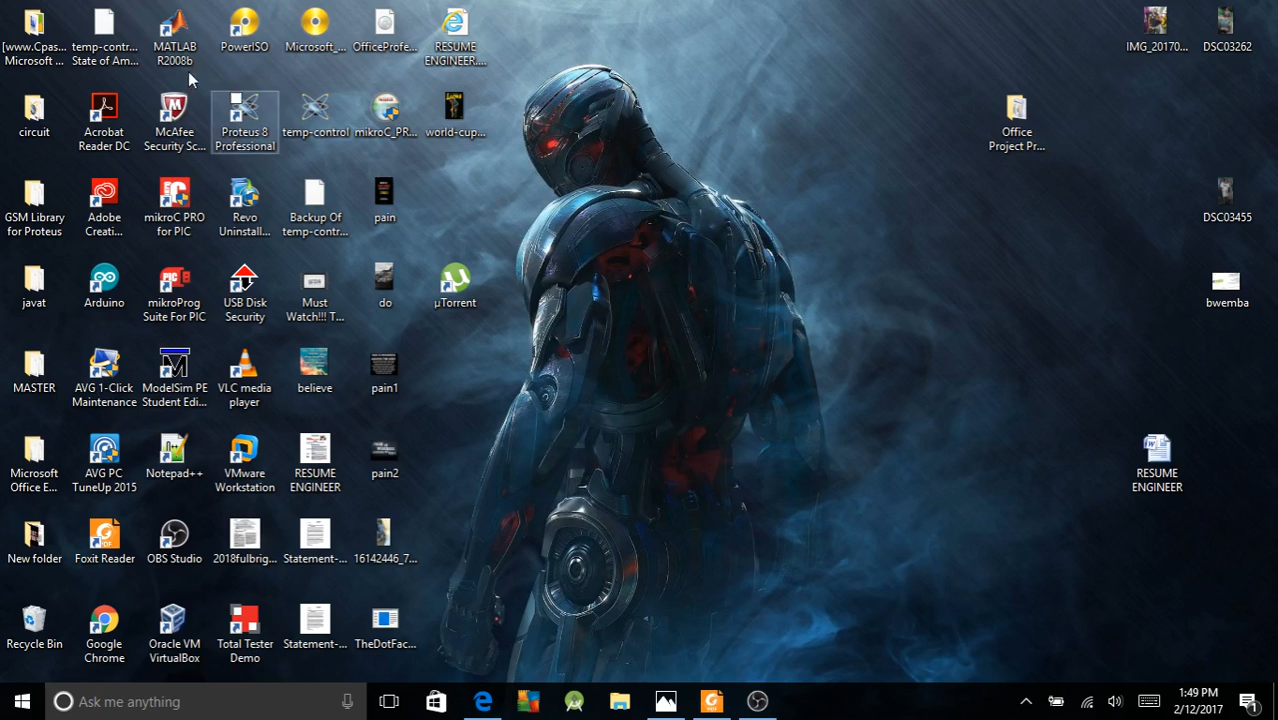 [www.Cpas...
Microsoft ...
temp-contr...
State of Am...
MATLAB
R2008b
PowerISO
Microsoft_...
OfficeProfe...
RESUME
ENGINEER....
IMG_20170...
DSC03262
circuit
Acrobat
Reader DC
McAfee
Security Sc...
Proteus 8
Professional
temp-control
mikroC_PR...
world-cup...
Office
Project Pr...
GSM Library
for Proteus
Adobe
Creati...
mikroC PRO
for PIC
Revo
Uninstall...
Backup Of
temp-contr...
pain
DSC03455
javat
Arduino
mikroProg
Suite For PIC
USB Disk
Security
Must
Watch!!! T...
do
µTorrent
bwemba
MASTER
AVG 1-Click
Maintenance
ModelSim PE
Student Edi...
VLC media
player
believe
pain1
Microsoft
Office E...
AVG PC
TuneUp 2015
Notepad++
VMware
Workstation
RESUME
ENGINEER
pain2
RESUME
ENGINEER
New folder
Foxit Reader
OBS Studio
2018fulbrig...
Statement-...
16142446_7...
Recycle Bin
Google
Chrome
Oracle VM
VirtualBox
Total Tester
Demo
Statement-...
TheDotFac...
Ask me anything
1:49 PM
2/12/2017